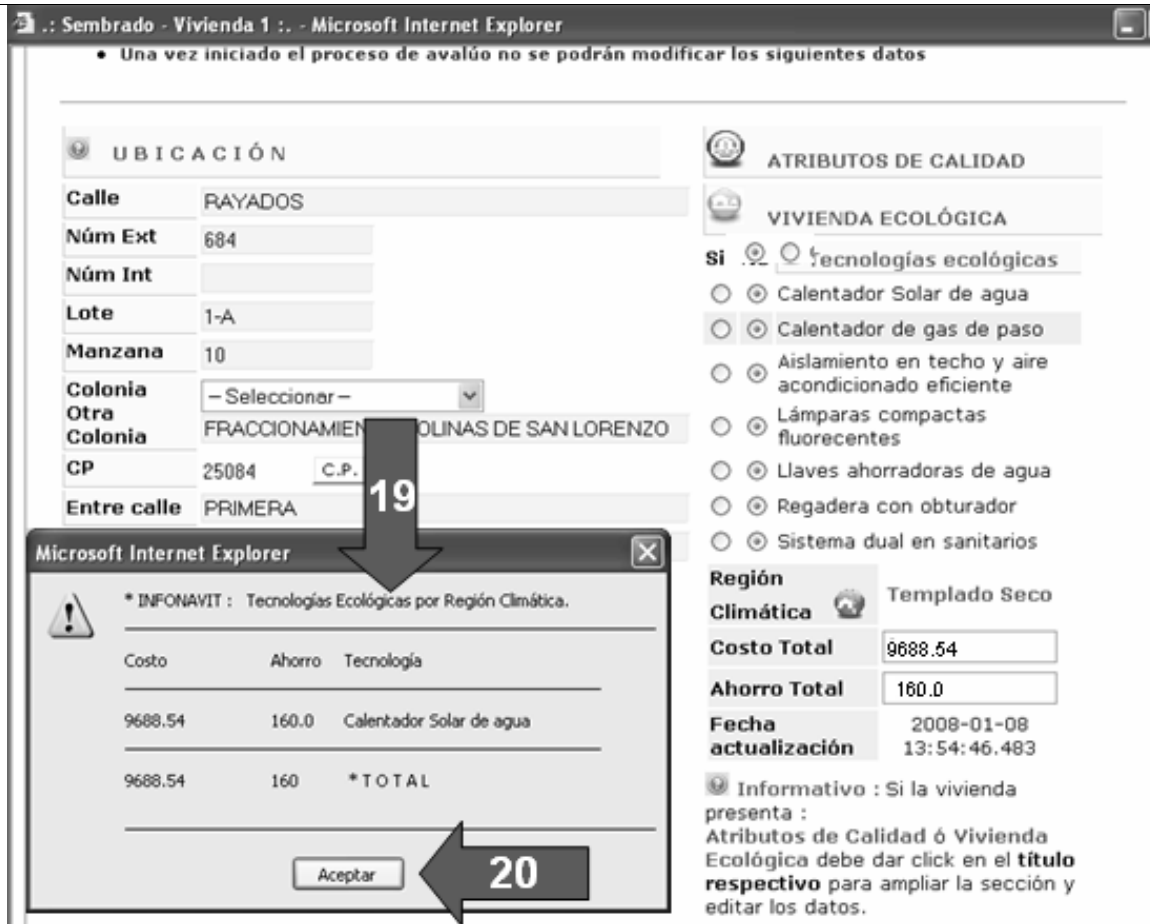 .: Sembrado - Vivienda 1 :. - Microsoft Internet Explorer
• Una vez iniciado el proceso de avalúo no se podrán modificar los siguientes datos
UBICACIÓN
Calle RAYADOS
Núm Ext 684
Núm Int
Lote 1-A
Manzana 10
Colonia – Seleccionar –
Otra
Colonia FRACCIONAMIEN OLINAS DE SAN LORENZO
CP 25084 C.P.
Entre calle PRIMERA
19
Microsoft Internet Explorer
* INFONAVIT : Tecnologías Ecológicas por Región Climática.
Costo Ahorro Tecnología
9688.54 160.0 Calentador Solar de agua
9688.54 160 * T O T A L
Aceptar
20
ATRIBUTOS DE CALIDAD
VIVIENDA ECOLÓGICA
Si Tecnologías ecológicas
Calentador Solar de agua
Calentador de gas de paso
Aislamiento en techo y aire
acondicionado eficiente
Lámparas compactas
fluorecentes
Llaves ahorradoras de agua
Regadera con obturador
Sistema dual en sanitarios
Región
Climática Templado Seco
Costo Total 9688.54
Ahorro Total 160.0
Fecha 2008-01-08
actualización 13:54:46.483
Informativo : Si la vivienda
presenta :
Atributos de Calidad ó Vivienda
Ecológica debe dar click en el título
respectivo para ampliar la sección y
editar los datos.